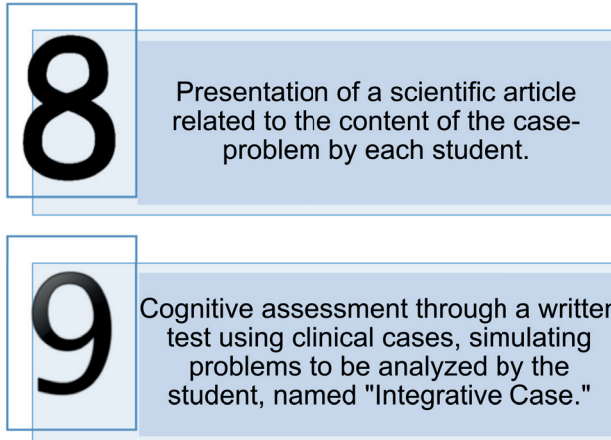 8
Presentation of a scientific article
related to the content of the case-
problem by each student.
9
Cognitive assessment through a written
test using clinical cases, simulating
problems to be analyzed by the
student, named "Integrative Case."